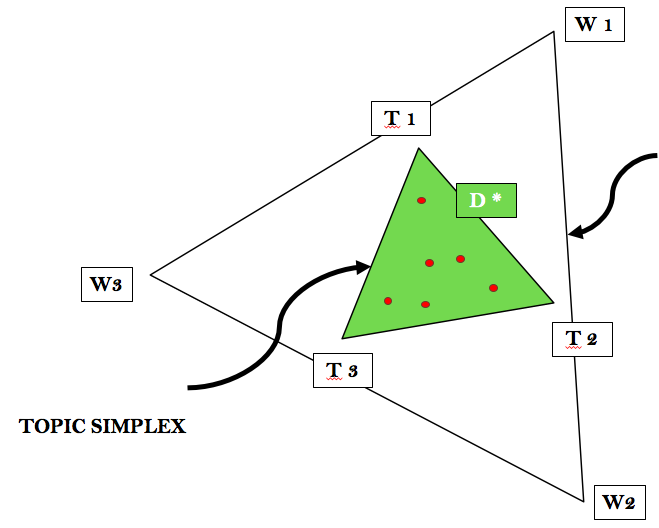 W 1
T 1
D *
W3
T 2
T 3
TOPIC SIMPLEX
W2